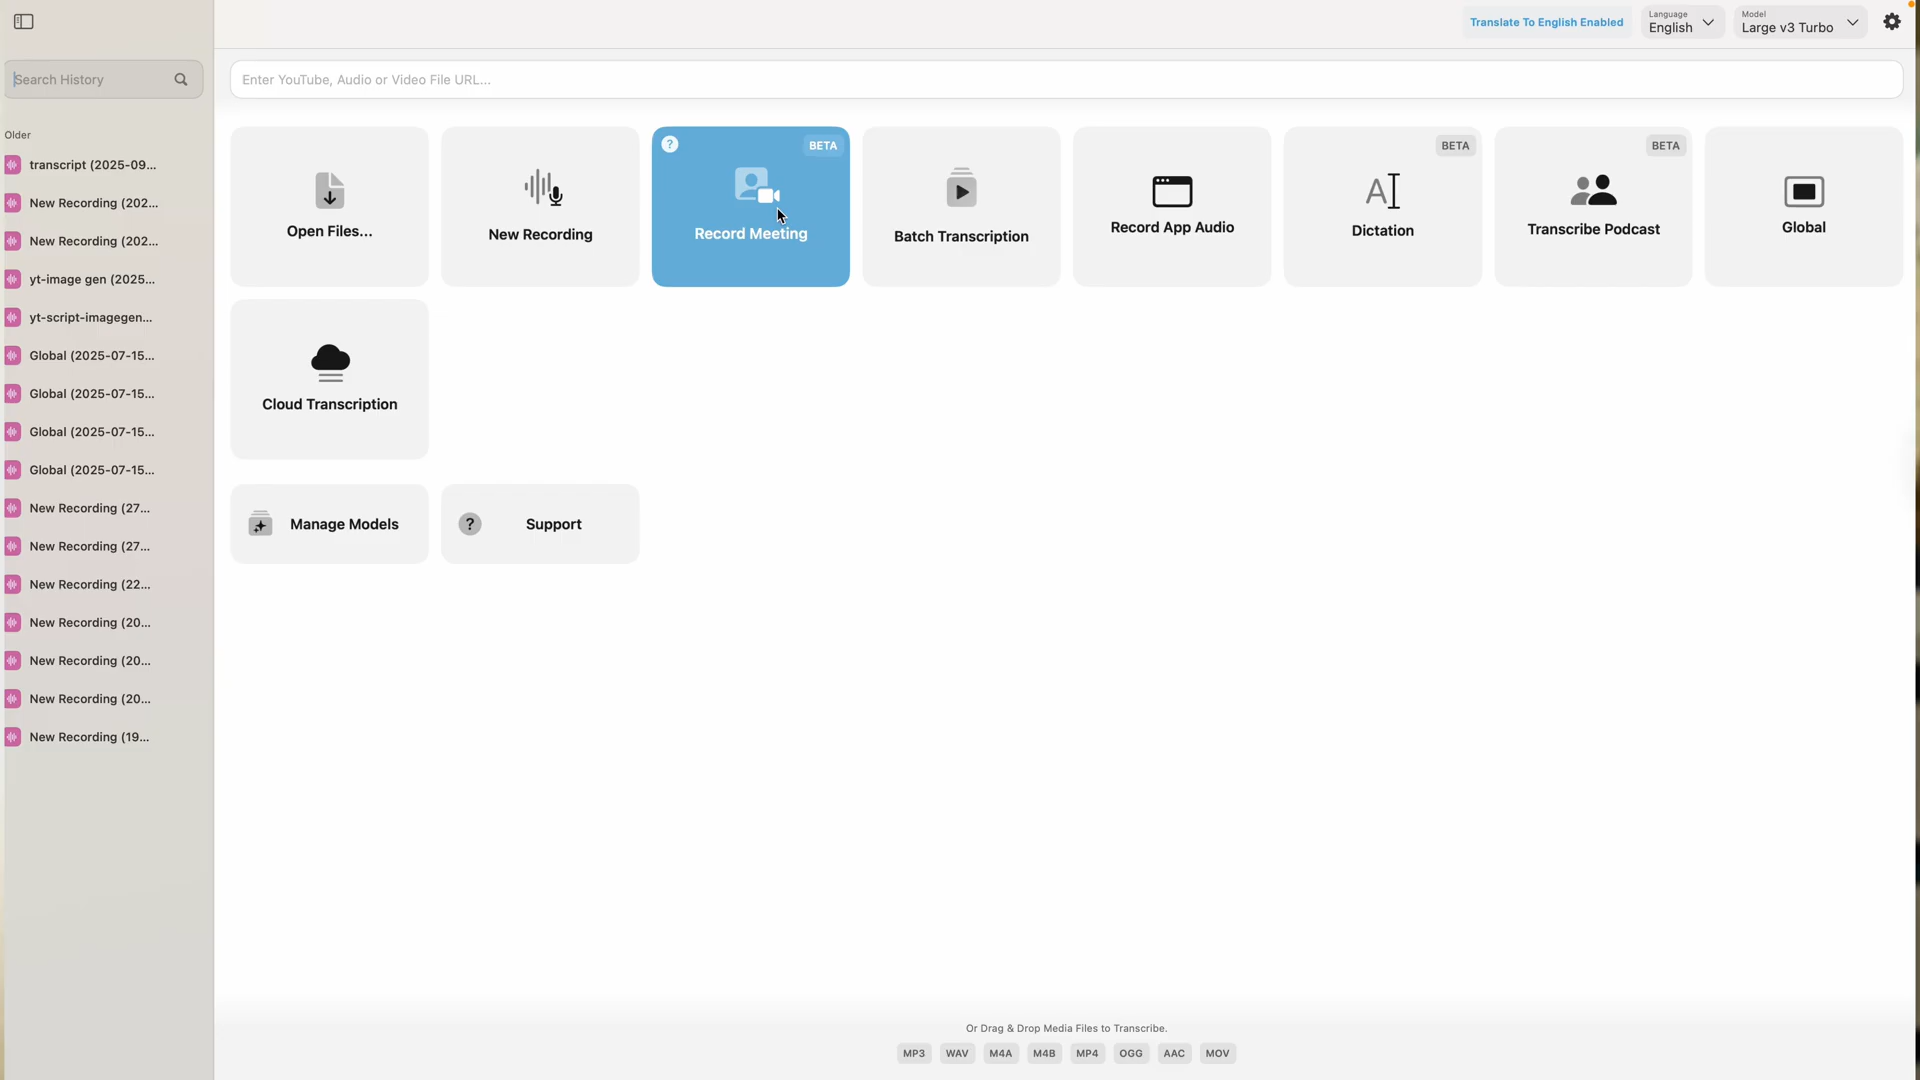 Translate To English Enabled
Language
English
Model
Large v3 Turbo
Search History
Enter YouTube, Audio or Video File URL...
Older
transcript (2025-09...
New Recording (202...
New Recording (202...
yt-image gen (2025...
yt-script-imagegen...
Global (2025-07-15...
Global (2025-07-15...
Global (2025-07-15...
Global (2025-07-15...
New Recording (27...
New Recording (27...
New Recording (22...
New Recording (20...
New Recording (20...
New Recording (20...
New Recording (19...
Open Files...
New Recording
?
BETA
Record Meeting
Batch Transcription
Record App Audio
BETA
Dictation
BETA
Transcribe Podcast
Global
Cloud Transcription
Manage Models
?
Support
Or Drag & Drop Media Files to Transcribe.
MP3 WAV M4A M4B MP4 OGG AAC MOV